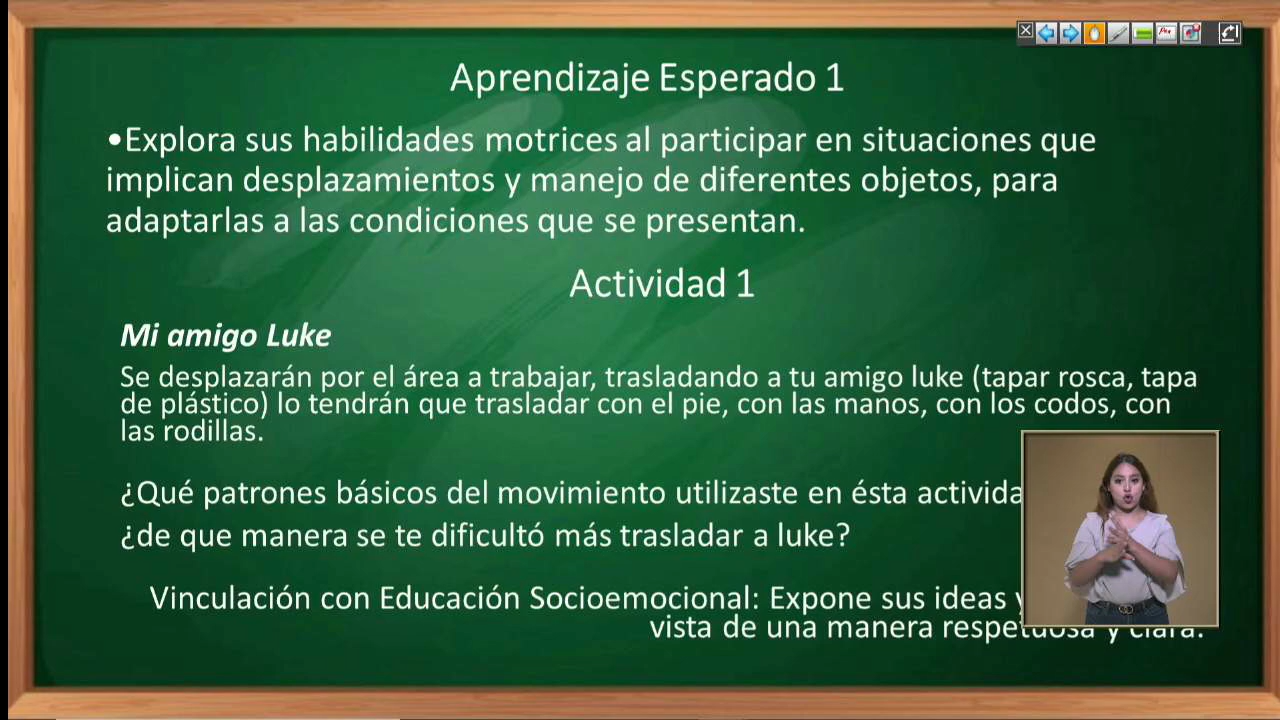 Aprendizaje Esperado 1
•Explora sus habilidades motrices al participar en situaciones que
implican desplazamientos y manejo de diferentes objetos, para
adaptarlas a las condiciones que se presentan.
Actividad 1
Mi amigo Luke
Se desplazarán por el área a trabajar, trasladando a tu amigo luke (tapar rosca, tapa
de plástico) lo tendrán que trasladar con el pie, con las manos, con los codos, con
las rodillas.
¿Qué patrones básicos del movimiento utilizaste en ésta activida
¿de que manera se te dificultó más trasladar a luke?
Vinculación con Educación Socioemocional: Expone sus ideas y
vista de una manera respetuosa y clara.